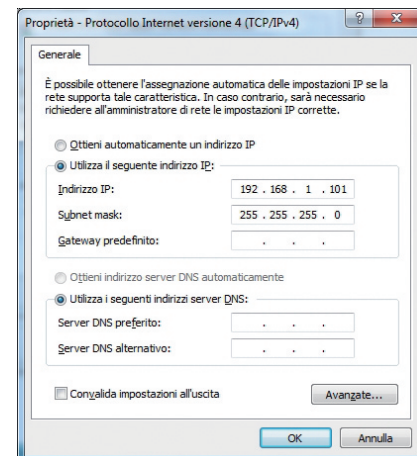 Proprietà - Protocollo Internet versione 4 (TCP/IPv4)
Generale
È possibile ottenere l'assegnazione automatica delle impostazioni IP se la
rete supporta tale caratteristica. In caso contrario, sarà necessario
richiedere all'amministratore di rete le impostazioni IP corrette.
Ottieni automaticamente un indirizzo IP
Utilizza il seguente indirizzo IP:
Indirizzo IP: 192 . 168 . 1 . 101
Subnet mask: 255 . 255 . 255 . 0
Gateway predefinito: . . .
Ottieni indirizzo server DNS automaticamente
Utilizza i seguenti indirizzi server DNS:
Server DNS preferito: . . .
Server DNS alternativo: . . .
Convalida impostazioni all'uscita
Avanzate...
OK Annulla